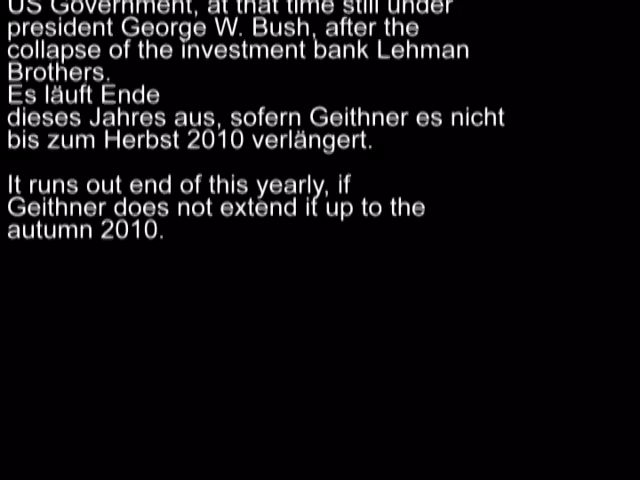 US Government, at that time still under
president George W. Bush, after the
collapse of the investment bank Lehman
Brothers.
Es läuft Ende
dieses Jahres aus, sofern Geithner es nicht
bis zum Herbst 2010 verlängert.
It runs out end of this yearly, if
Geithner does not extend it up to the
autumn 2010.